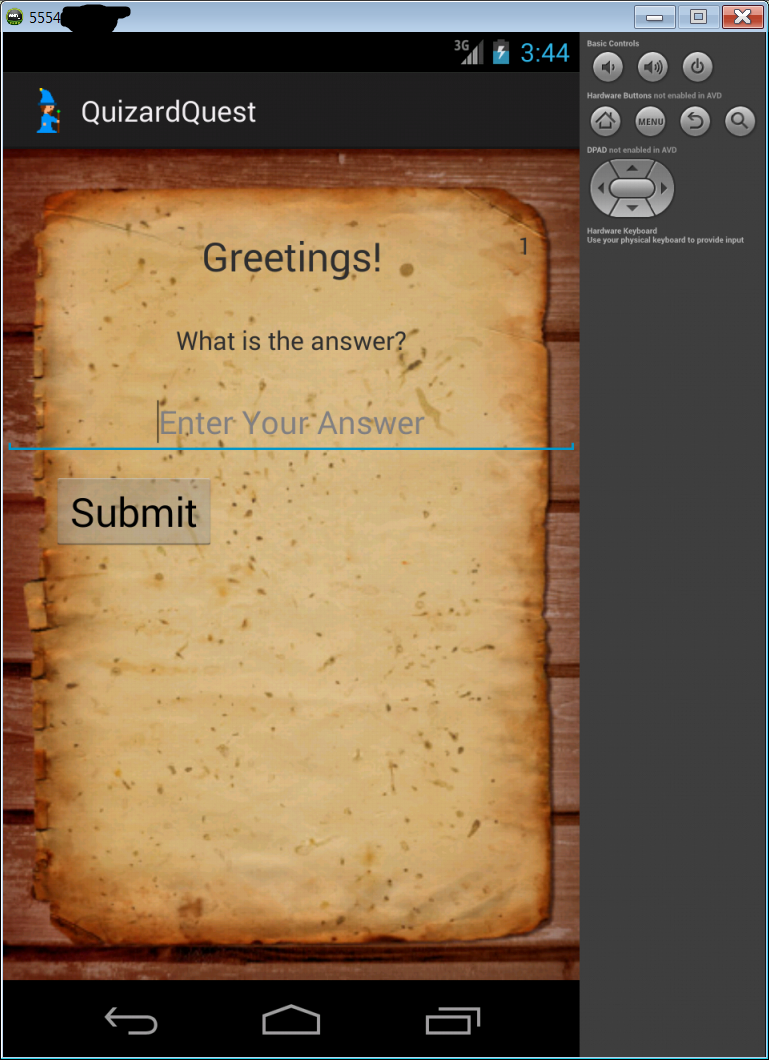 5554
3G
3:44
QuizardQuest
Greetings!
1
What is the answer?
Enter Your Answer
Submit
Basic Controls
Hardware Buttons not enabled in AVD
MENU
DPAD not enabled in AVD
Hardware Keyboard
Use your physical keyboard to provide input